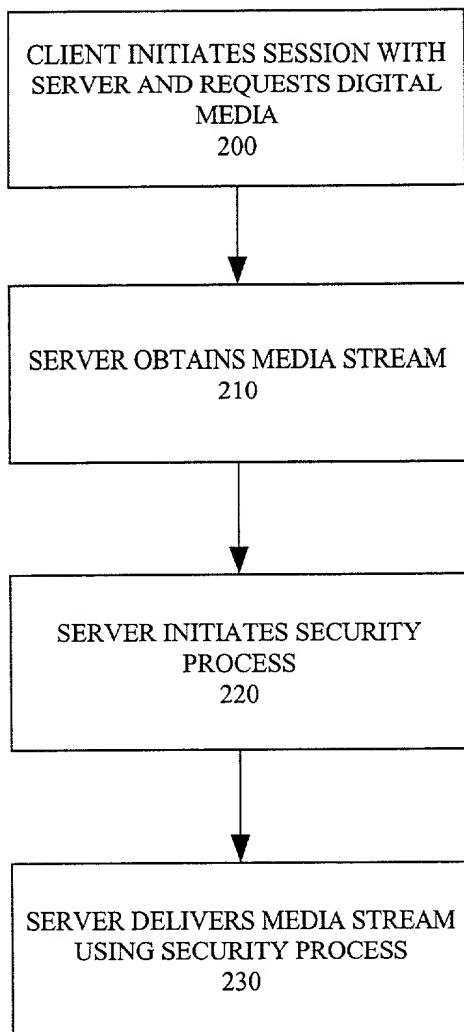 CLIENT INITIATES SESSION WITH
SERVER AND REQUESTS DIGITAL
MEDIA
200
SERVER OBTAINS MEDIA STREAM
210
SERVER INITIATES SECURITY
PROCESS
220
SERVER DELIVERS MEDIA STREAM
USING SECURITY PROCESS
230